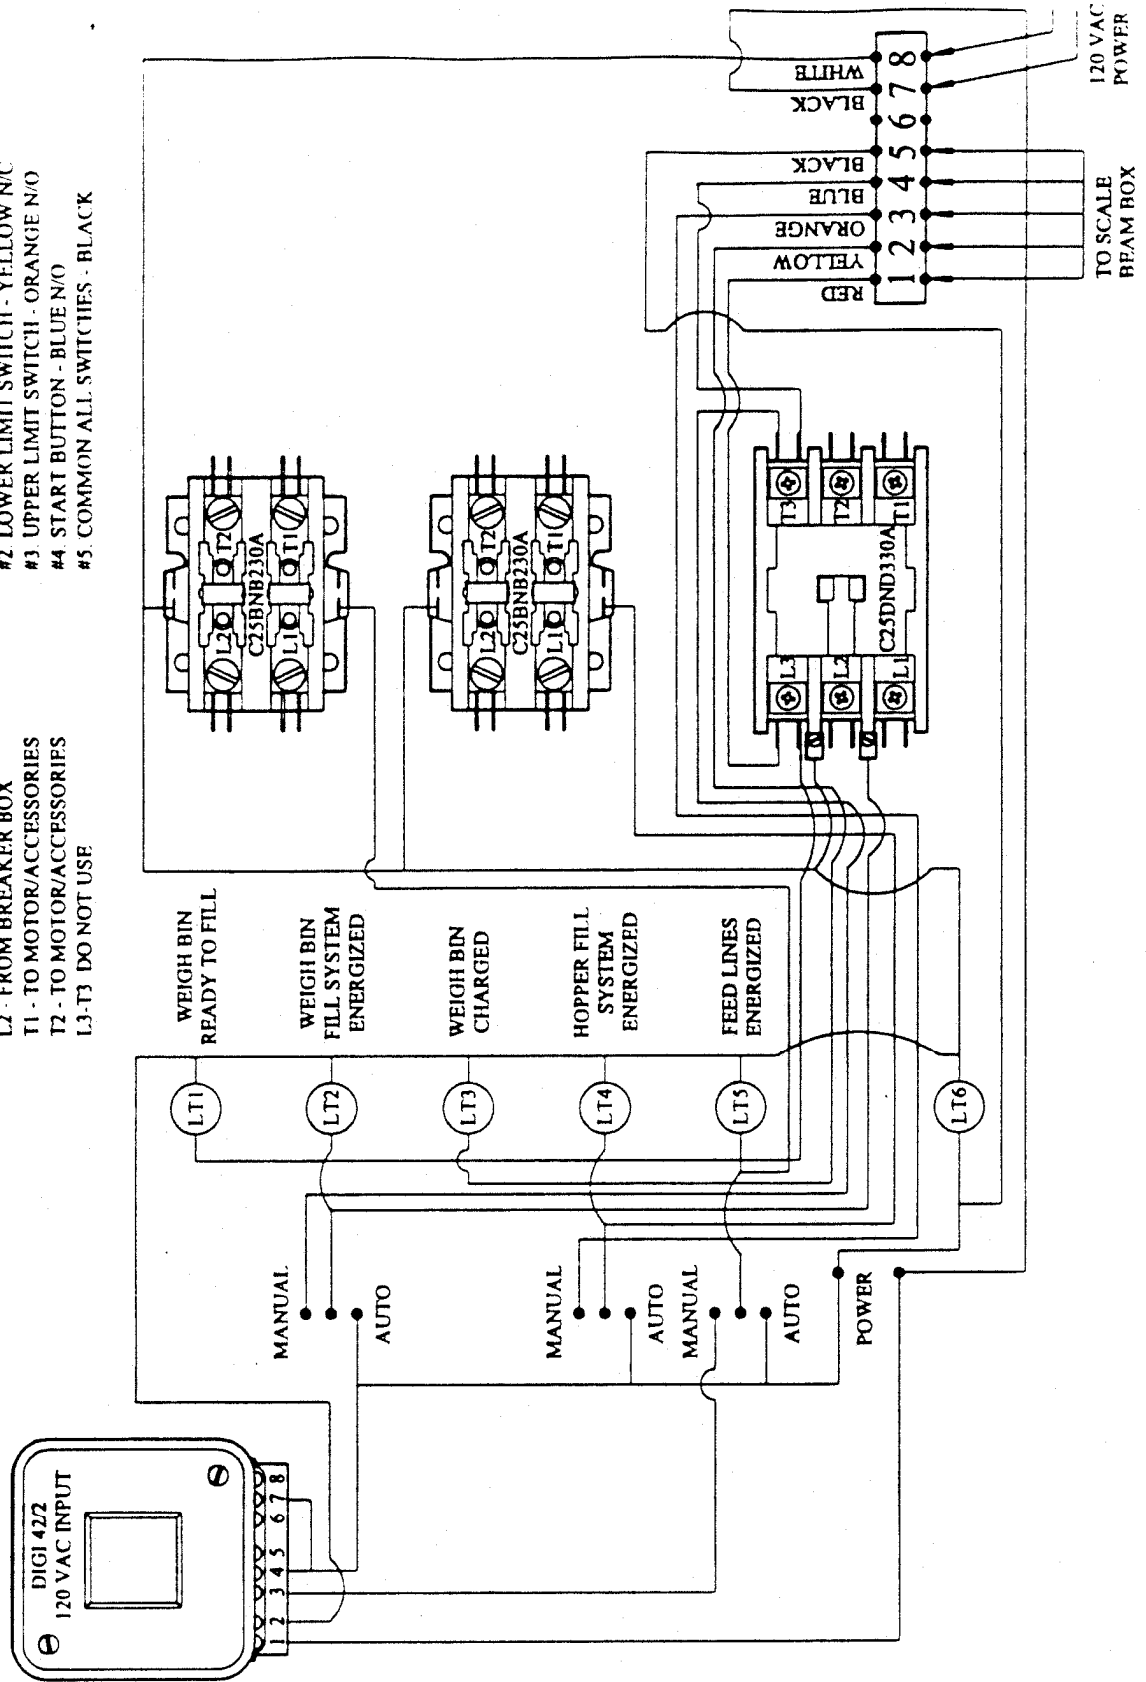 L2 - FROM BREAKER BOX
T1 - TO MOTOR/ACCESSORIES
T2 - TO MOTOR/ACCESSORIES
L3-T3 DO NOT USE
#2. LOWER LIMIT SWITCH - YELLOW N/C
#3. UPPER LIMIT SWITCH - ORANGE N/O
#4. START BUTTON - BLUE N/O
#5. COMMON ALL SWITCHES - BLACK
DIGI 42/2
120 VAC INPUT
1 2 3 4 5 6 7 8
MANUAL
AUTO
MANUAL
AUTO
MANUAL
AUTO
POWER
LT1
LT2
LT3
LT4
LT5
LT6
WEIGH BIN
READY TO FILL
WEIGH BIN
FILL SYSTEM
ENERGIZED
WEIGH BIN
CHARGED
HOPPER FILL
SYSTEM
ENERGIZED
FEED LINES
ENERGIZED
L2 T2
C25BNB230A
L1 T1
L2 T2
C25BNB230A
L1 T1
L3 T3
L2 T2
C25DND330A
L1 T1
RED
YELLOW
ORANGE
BLUE
BLACK
BLACK
WHITE
1 2 3 4 5 6 7 8
TO SCALE
BEAM BOX
120 VAC
POWER